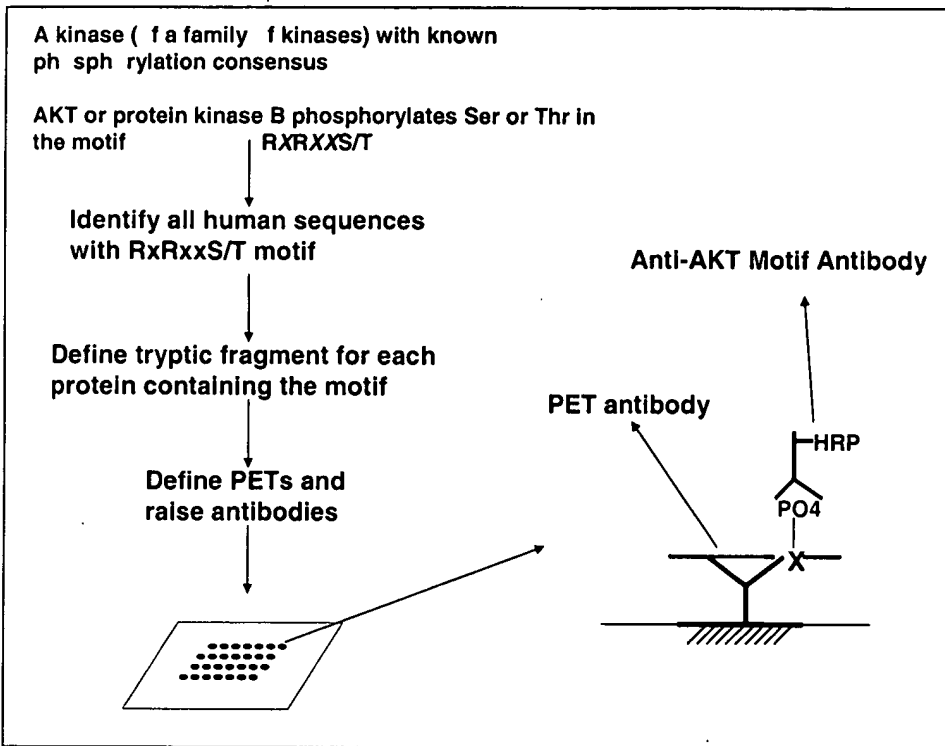 A kinase ( f a family f kinases) with known
ph sph rylation consensus
AKT or protein kinase B phosphorylates Ser or Thr in
the motif RXRXXS/T
Identify all human sequences
with RxRxxS/T motif
Define tryptic fragment for each
protein containing the motif
Define PETs and
raise antibodies
Anti-AKT Motif Antibody
PET antibody
HRP
PO4
X